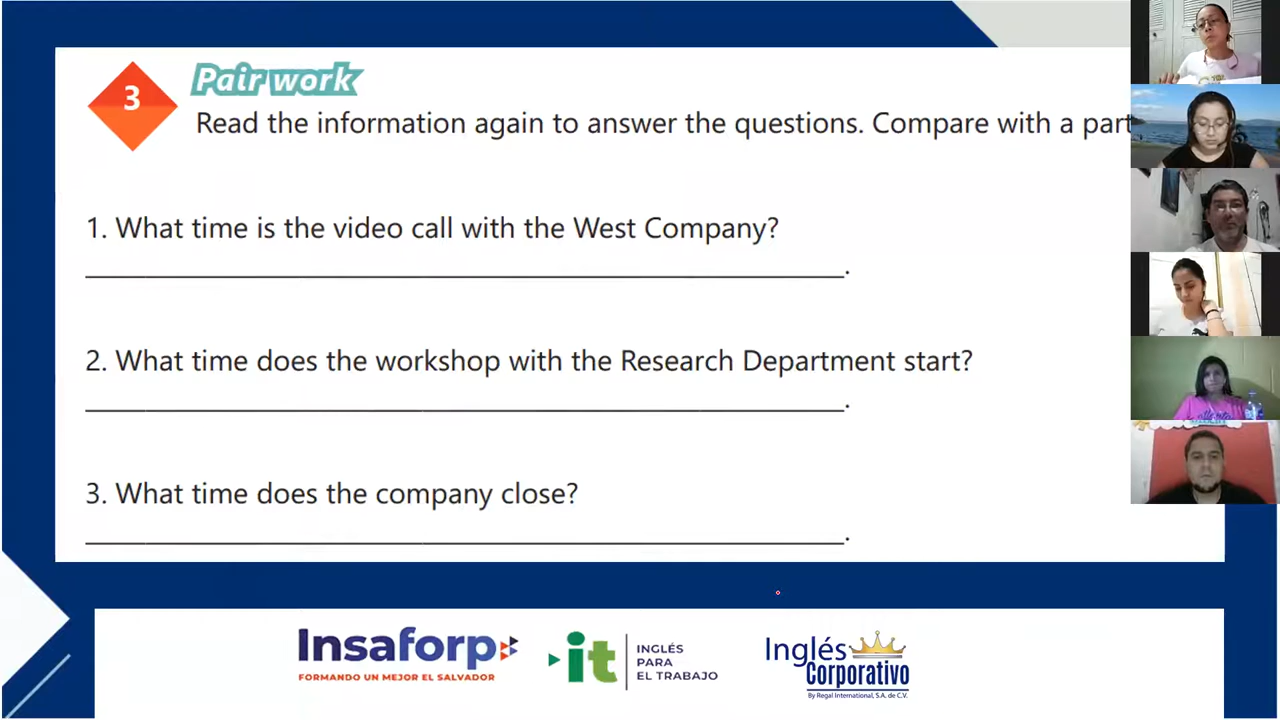 3
Pair work
Read the information again to answer the questions. Compare with a part
1. What time is the video call with the West Company?
_______________________________________________.
2. What time does the workshop with the Research Department start?
_______________________________________________.
3. What time does the company close?
_______________________________________________.
Insaforp
FORMANDO UN MEJOR EL SALVADOR
it
INGLÉS
PARA
EL TRABAJO
Inglés
Corporativo
By Regal International, S.A. de C.V.